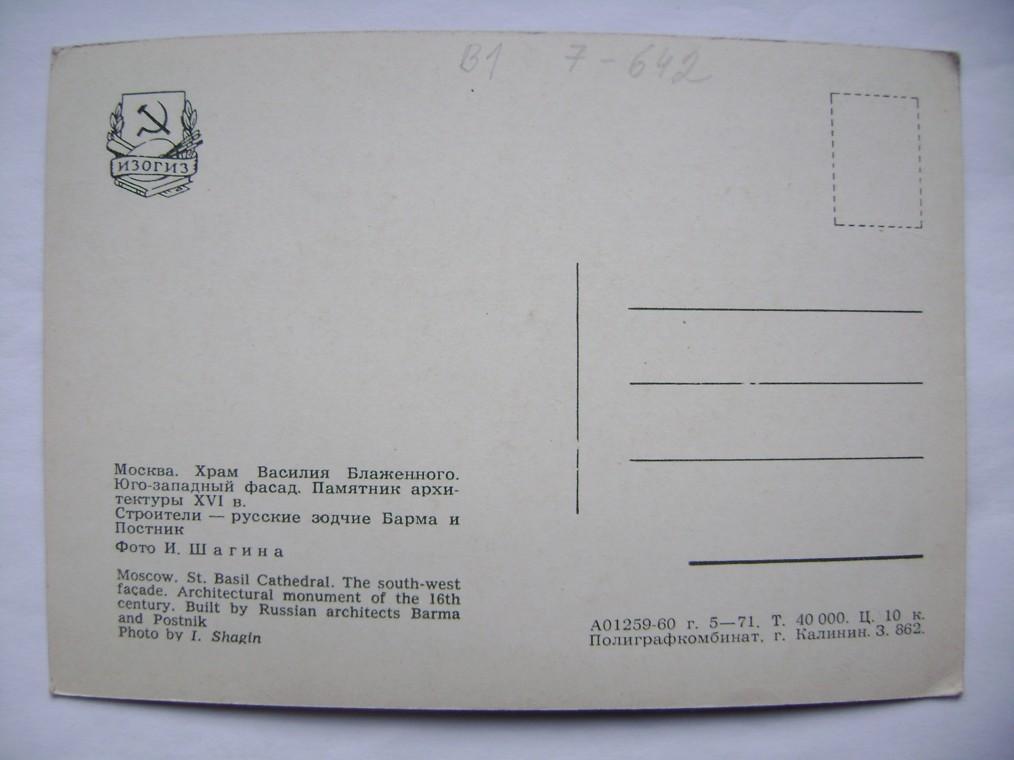 В1 7-642
ИЗОГИЗ
Москва. Храм Василия Блаженного.
Юго-западный фасад. Памятник архи-
тектуры XVI в.
Строители — русские зодчие Барма и
Постник
Фото И. Шагина
Moscow. St. Basil Cathedral. The south-west
façade. Architectural monument of the 16th
century. Built by Russian architects Barma
and Postnik
Photo by I. Shagin
А01259-60 г. 5—71. Т. 40 000. Ц. 10 к.
Полиграфкомбинат, г. Калинин. З. 862.